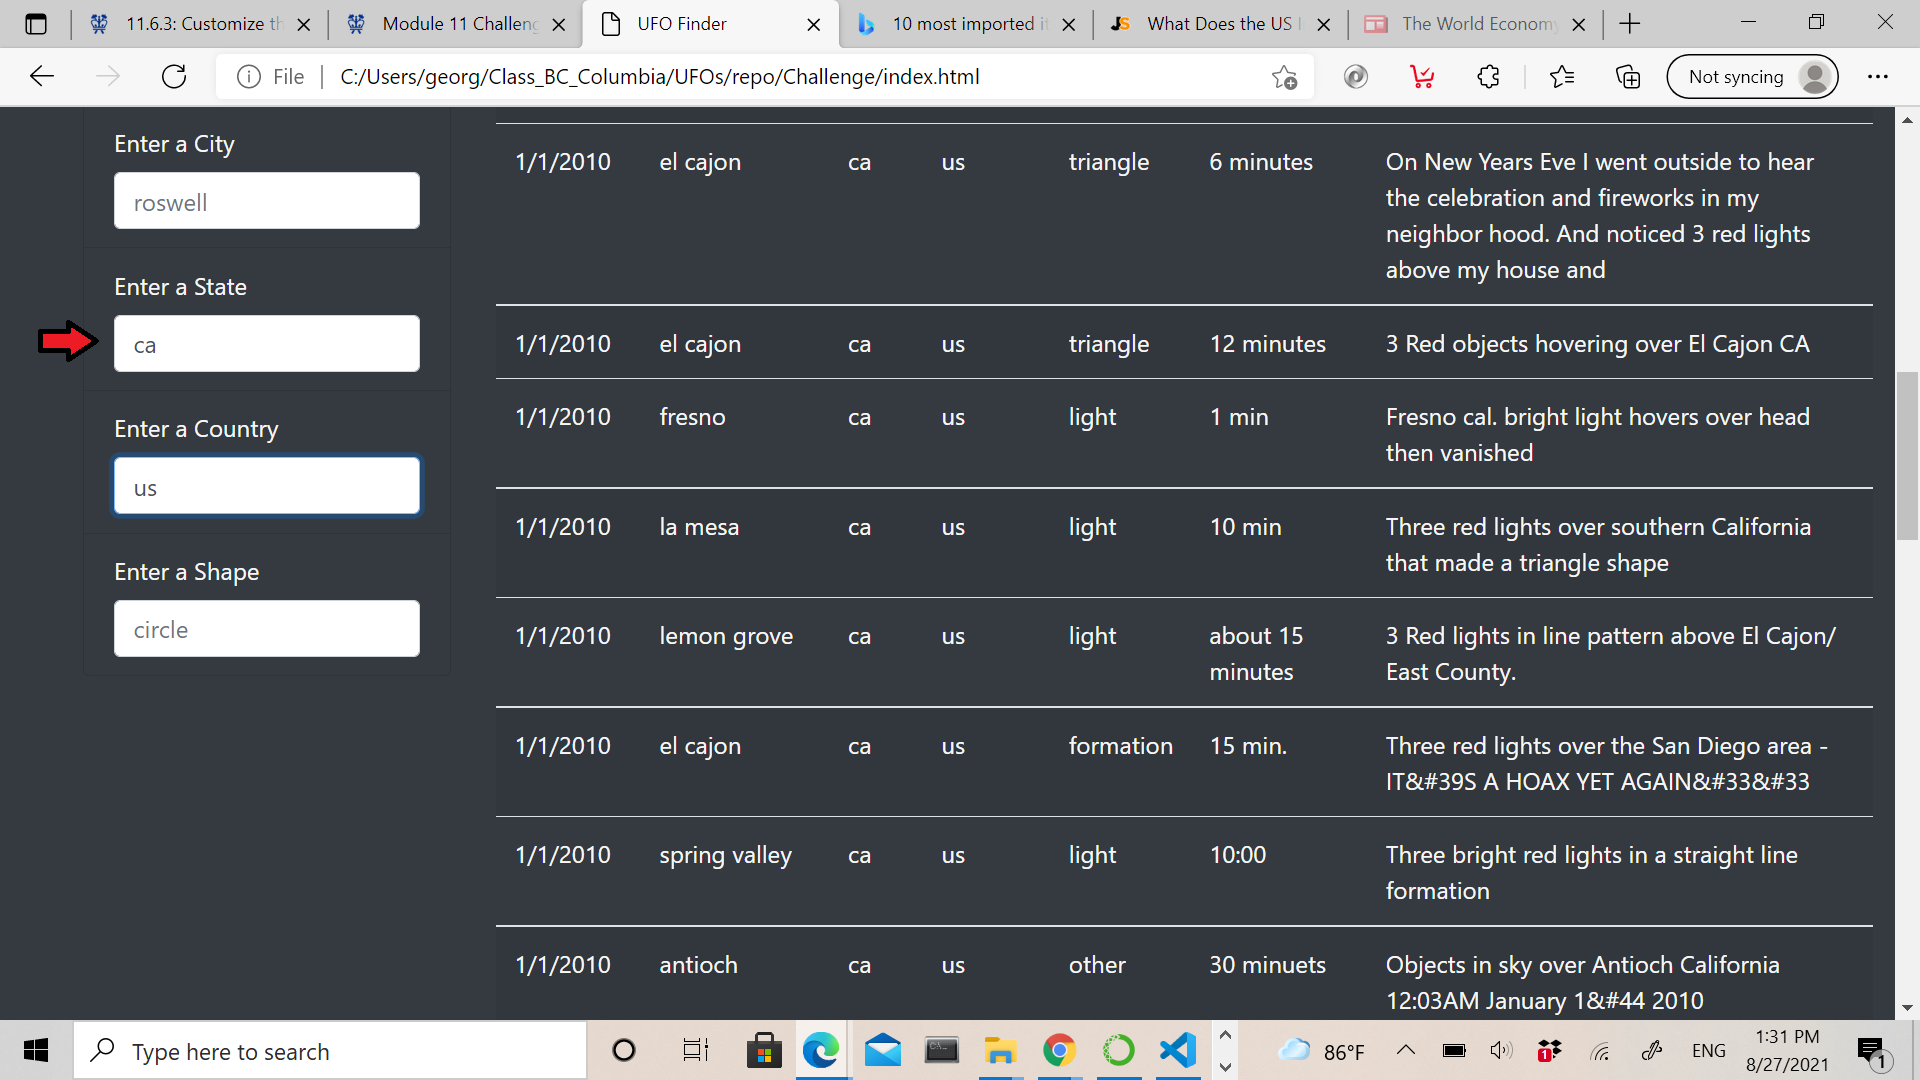 11.6.3: Customize th
Module 11 Challeng
UFO Finder
10 most imported it
What Does the US I
The World Economy
File
C:/Users/georg/Class_BC_Columbia/UFOs/repo/Challenge/index.html
Not syncing
Enter a City
roswell
Enter a State
ca
Enter a Country
us
Enter a Shape
circle
1/1/2010 el cajon ca us triangle 6 minutes On New Years Eve I went outside to hear
the celebration and fireworks in my
neighbor hood. And noticed 3 red lights
above my house and
1/1/2010 el cajon ca us triangle 12 minutes 3 Red objects hovering over El Cajon CA
1/1/2010 fresno ca us light 1 min Fresno cal. bright light hovers over head
then vanished
1/1/2010 la mesa ca us light 10 min Three red lights over southern California
that made a triangle shape
1/1/2010 lemon grove ca us light about 15 3 Red lights in line pattern above El Cajon/
minutes East County.
1/1/2010 el cajon ca us formation 15 min. Three red lights over the San Diego area -
IT&#39S A HOAX YET AGAIN&#33&#33
1/1/2010 spring valley ca us light 10:00 Three bright red lights in a straight line
formation
1/1/2010 antioch ca us other 30 minuets Objects in sky over Antioch California
12:03AM January 1&#44 2010
Type here to search
86°F
1
ENG
1:31 PM
8/27/2021
1